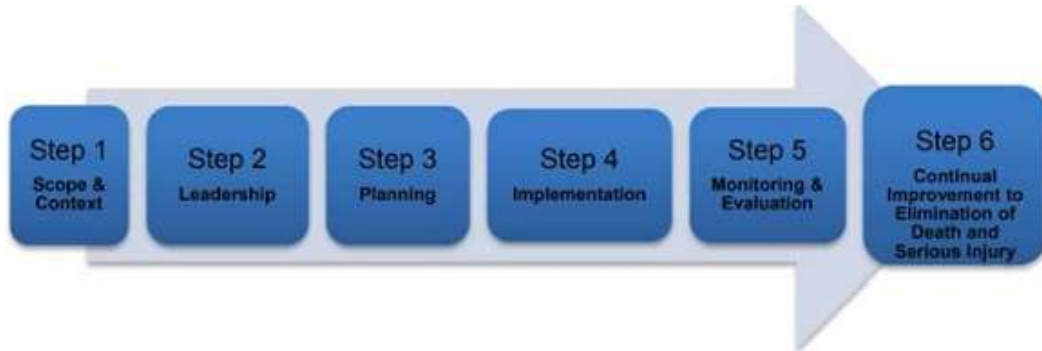 Step 1
Scope &
Context
Step 2
Leadership
Step 3
Planning
Step 4
Implementation
Step 5
Monitoring &
Evaluation
Step 6
Continual
Improvement to
Elimination of
Death and
Serious Injury